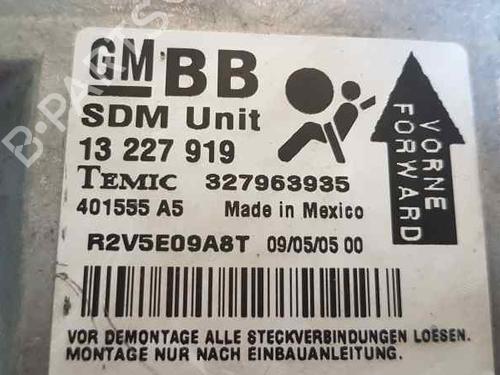 GM BB
SDM Unit
13 227 919
TEMIC 327963935
401555 A5 Made in Mexico
R2V5E09A8T 09/05/05 00
VORNE
FORWARD
VOR DEMONTAGE ALLE STECKVERBINDUNGEN LOESEN.
MONTAGE NUR NACH EINBAUANLEITUNG.
B-PARTS